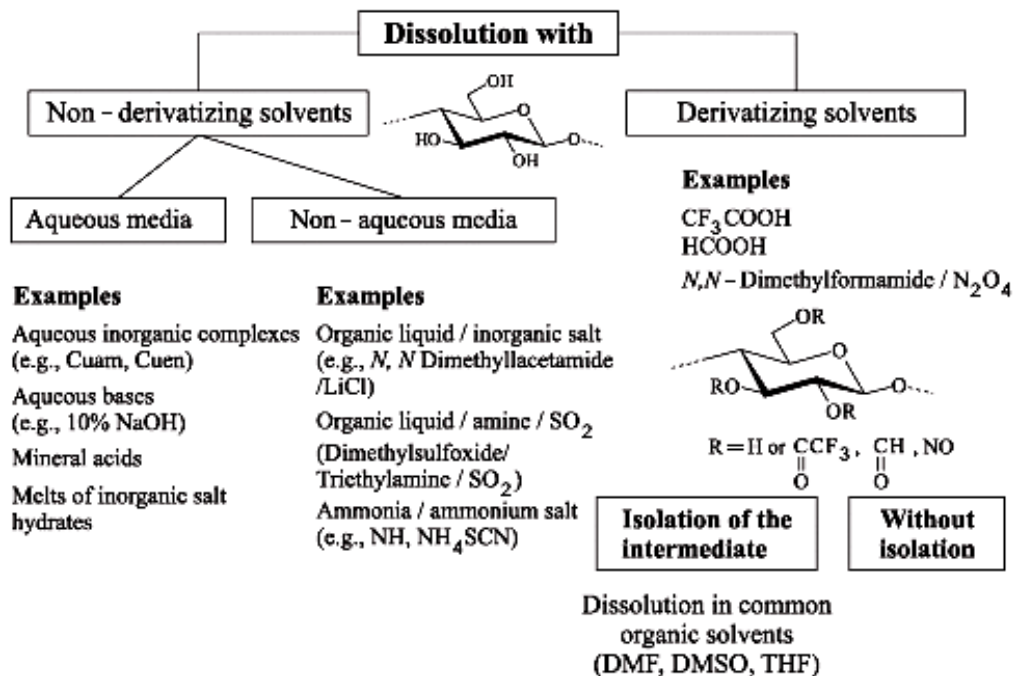 Dissolution with
Non - derivatizing solvents
Derivatizing solvents
OH
O
HO
OH
O
Aqueous media
Non - aqueous media
Examples
Aqueous inorganic complexes
(e.g., Cuam, Cuen)
Aqueous bases
(e.g., 10% NaOH)
Mineral acids
Melts of inorganic salt
hydrates
Examples
Organic liquid / inorganic salt
(e.g., N, N Dimethyllacetamide
/LiCl)
Organic liquid / amine / SO2
(Dimethylsulfoxide/
Triethylamine / SO2)
Ammonia / ammonium salt
(e.g., NH, NH4SCN)
Examples
CF3COOH
HCOOH
N,N - Dimethylformamide / N2O4
OR
O
RO
OR
O
R = H or CCF3, CH , NO
O O
Isolation of the
intermediate
Without
isolation
Dissolution in common
organic solvents
(DMF, DMSO, THF)